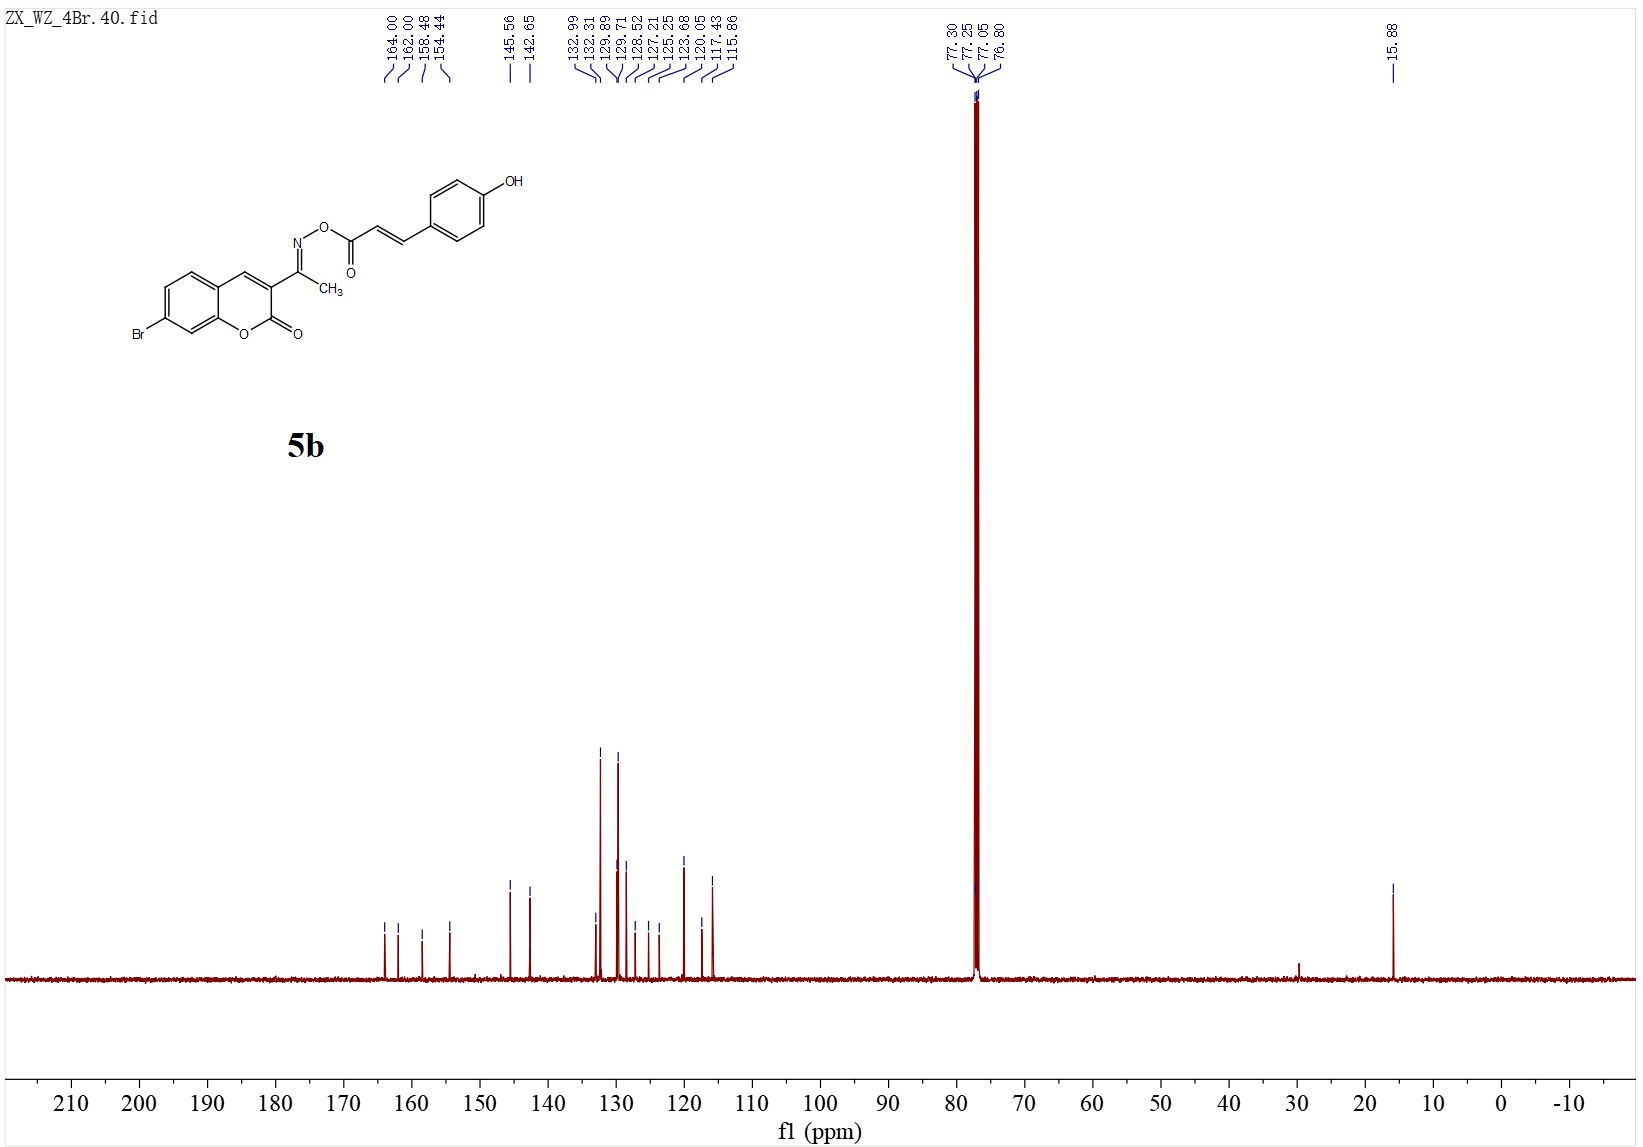 ZX_WZ_4Br.40.fid
164.00
162.00
158.48
154.44
145.56
142.65
132.99
132.31
129.89
129.71
128.52
127.21
125.25
123.68
120.05
117.43
115.86
77.30
77.25
77.05
76.80
15.88
OH
O
N
O
CH3
Br
O
O
5b
210 200 190 180 170 160 150 140 130 120 110 100 90 80 70 60 50 40 30 20 10 0 -10
f1 (ppm)